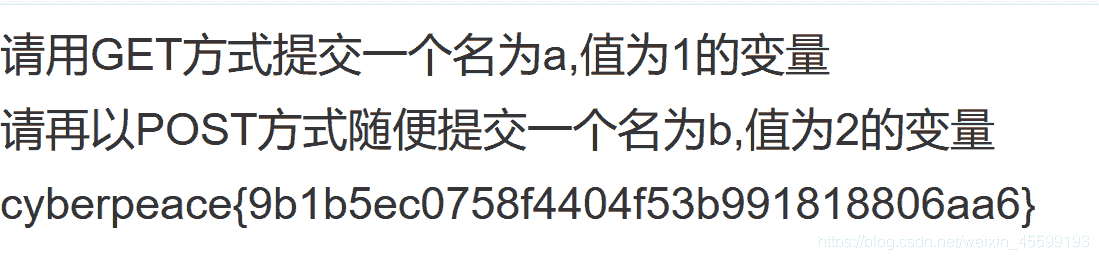 请用GET方式提交一个名为a,值为1的变量
请再以POST方式随便提交一个名为b,值为2的变量
cyberpeace{9b1b5ec0758f4404f53b991818806aa6}
https://blog.csdn.net/weixin_45599193